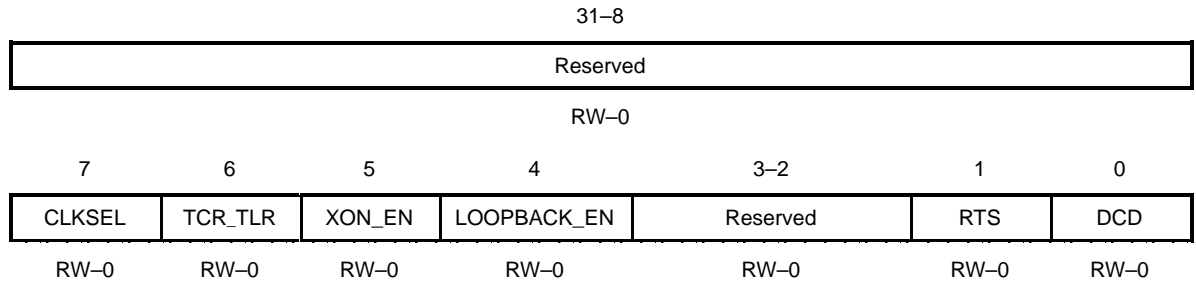 31–8
Reserved
RW–0
7 6 5 4 3–2 1 0
CLKSEL TCR_TLR XON_EN LOOPBACK_EN Reserved RTS DCD
RW–0 RW–0 RW–0 RW–0 RW–0 RW–0 RW–0